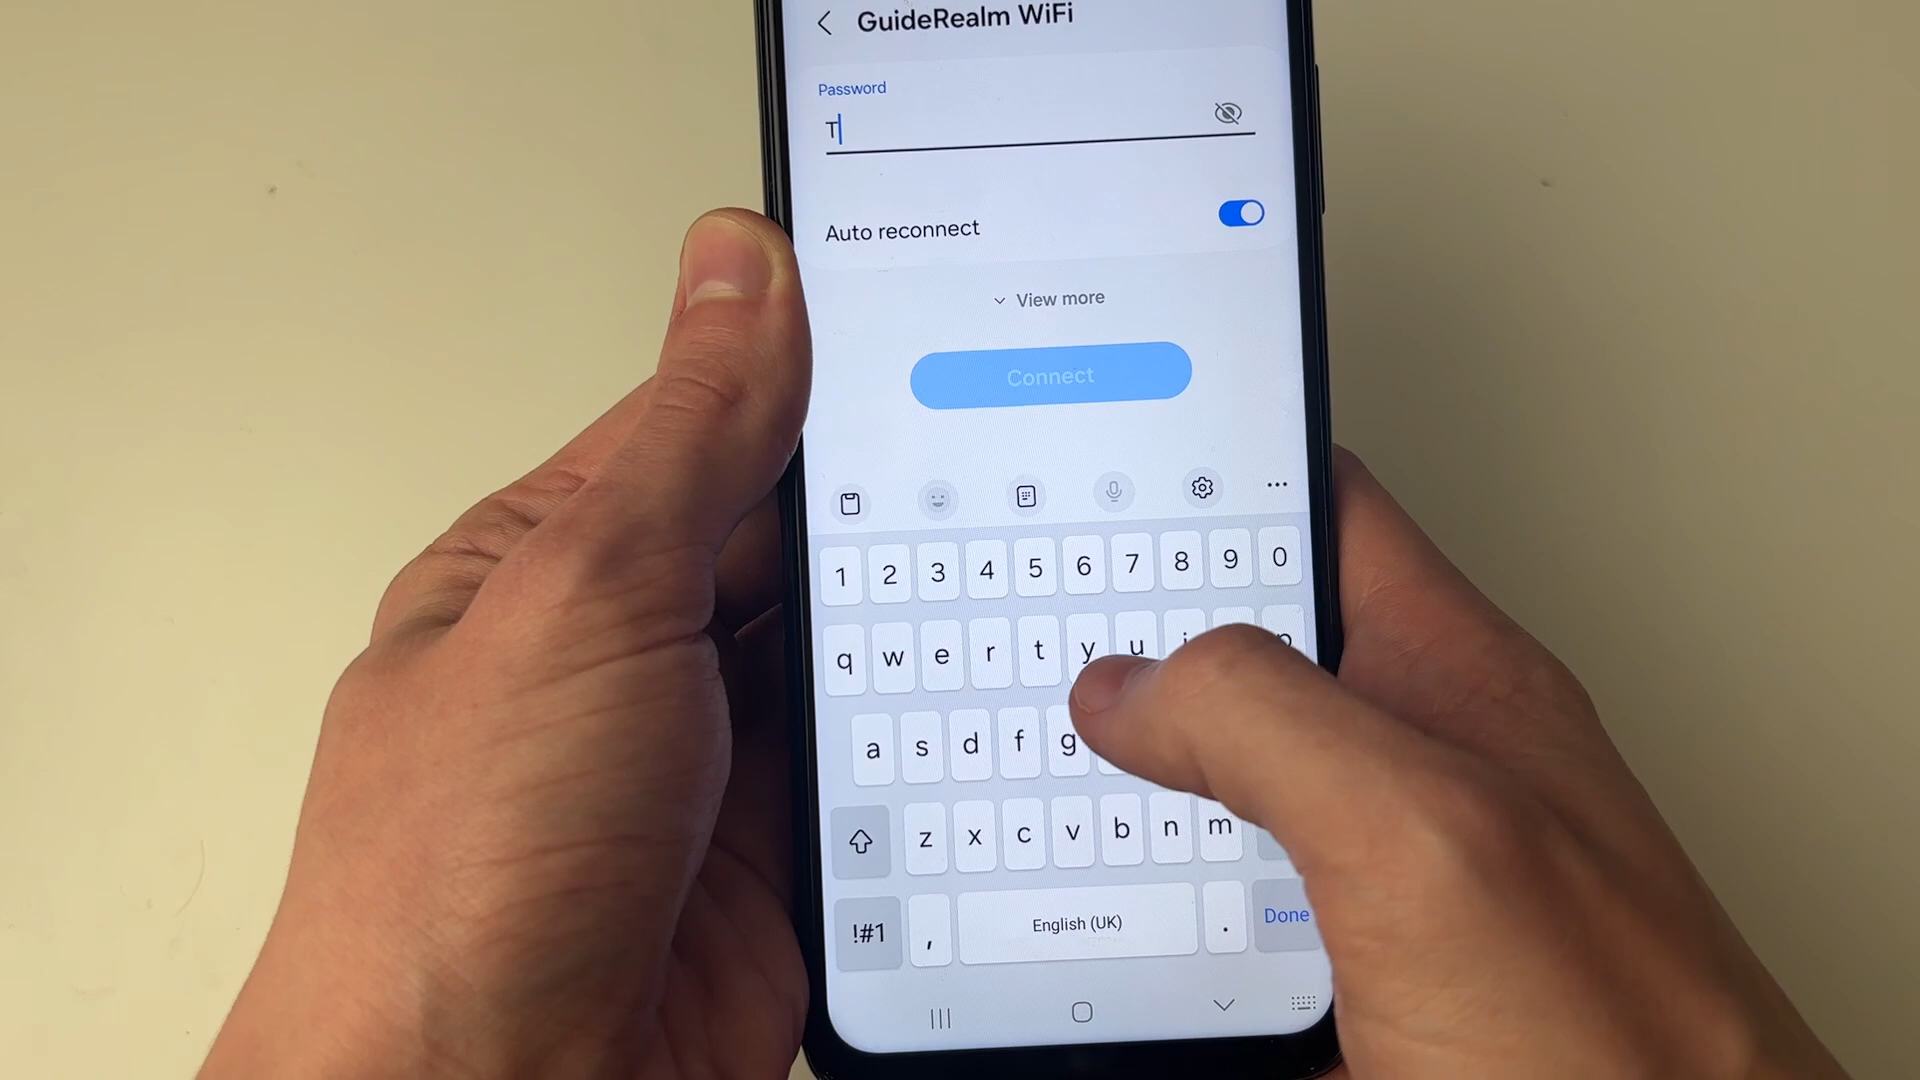 GuideRealm WiFi
Password
T
Auto reconnect
View more
Connect
1 2 3 4 5 6 7 8 9 0
q w e r t y u i p
a s d f g
z x c v b n m
!#1 , English (UK) . Done